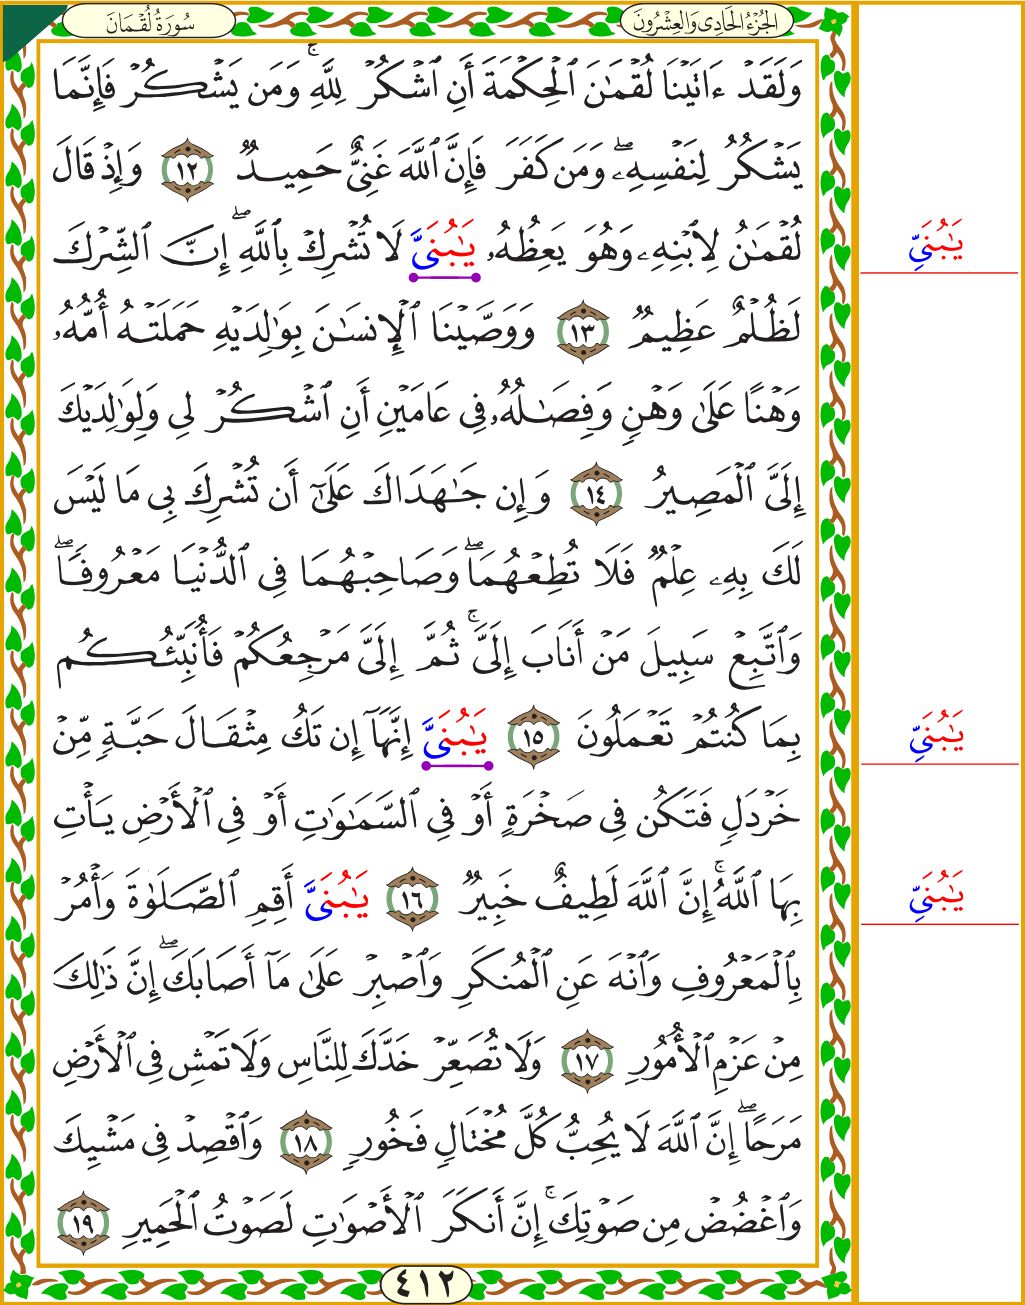 الجُزْءُ الحَادِى وَالعِشْرُونَ
سُورَةُ لُقْمَانَ
وَلَقَدْ ءَاتَيْنَا لُقْمَٰنَ ٱلْحِكْمَةَ أَنِ ٱشْكُرْ لِلَّهِ ۚ وَمَن يَشْكُرْ فَإِنَّمَا
يَشْكُرُ لِنَفْسِهِۦ ۖ وَمَن كَفَرَ فَإِنَّ ٱللَّهَ غَنِىٌّ حَمِيدٌ ١٢ وَإِذْ قَالَ
لُقْمَٰنُ لِٱبْنِهِۦ وَهُوَ يَعِظُهُۥ يَٰبُنَىَّ لَا تُشْرِكْ بِٱللَّهِ ۖ إِنَّ ٱلشِّرْكَ
يَٰبُنَىِّ
لَظُلْمٌ عَظِيمٌ ١٣ وَوَصَّيْنَا ٱلْإِنسَٰنَ بِوَٰلِدَيْهِ حَمَلَتْهُ أُمُّهُۥ
وَهْنًا عَلَىٰ وَهْنٍ وَفِصَٰلُهُۥ فِى عَامَيْنِ أَنِ ٱشْكُرْ لِى وَلِوَٰلِدَيْكَ
إِلَىَّ ٱلْمَصِيرُ ١٤ وَإِن جَٰهَدَاكَ عَلَىٰٓ أَن تُشْرِكَ بِى مَا لَيْسَ
لَكَ بِهِۦ عِلْمٌ فَلَا تُطِعْهُمَا ۖ وَصَاحِبْهُمَا فِى ٱلدُّنْيَا مَعْرُوفًا ۖ
وَٱتَّبِعْ سَبِيلَ مَنْ أَنَابَ إِلَىَّ ۚ ثُمَّ إِلَىَّ مَرْجِعُكُمْ فَأُنَبِّئُكُم
بِمَا كُنتُمْ تَعْمَلُونَ ١٥ يَٰبُنَىَّ إِنَّهَآ إِن تَكُ مِثْقَالَ حَبَّةٍ مِّنْ
يَٰبُنَىِّ
خَرْدَلٍ فَتَكُن فِى صَخْرَةٍ أَوْ فِى ٱلسَّمَٰوَٰتِ أَوْ فِى ٱلْأَرْضِ يَأْتِ
بِهَا ٱللَّهُ ۚ إِنَّ ٱللَّهَ لَطِيفٌ خَبِيرٌ ١٦ يَٰبُنَىَّ أَقِمِ ٱلصَّلَوٰةَ وَأْمُرْ
يَٰبُنَىِّ
بِٱلْمَعْرُوفِ وَٱنْهَ عَنِ ٱلْمُنكَرِ وَٱصْبِرْ عَلَىٰ مَآ أَصَابَكَ ۖ إِنَّ ذَٰلِكَ
مِنْ عَزْمِ ٱلْأُمُورِ ١٧ وَلَا تُصَعِّرْ خَدَّكَ لِلنَّاسِ وَلَا تَمْشِ فِى ٱلْأَرْضِ
مَرَحًا ۖ إِنَّ ٱللَّهَ لَا يُحِبُّ كُلَّ مُخْتَالٍ فَخُورٍ ١٨ وَٱقْصِدْ فِى مَشْيِكَ
وَٱغْضُضْ مِن صَوْتِكَ ۚ إِنَّ أَنكَرَ ٱلْأَصْوَٰتِ لَصَوْتُ ٱلْحَمِيرِ ١٩
٤١٢